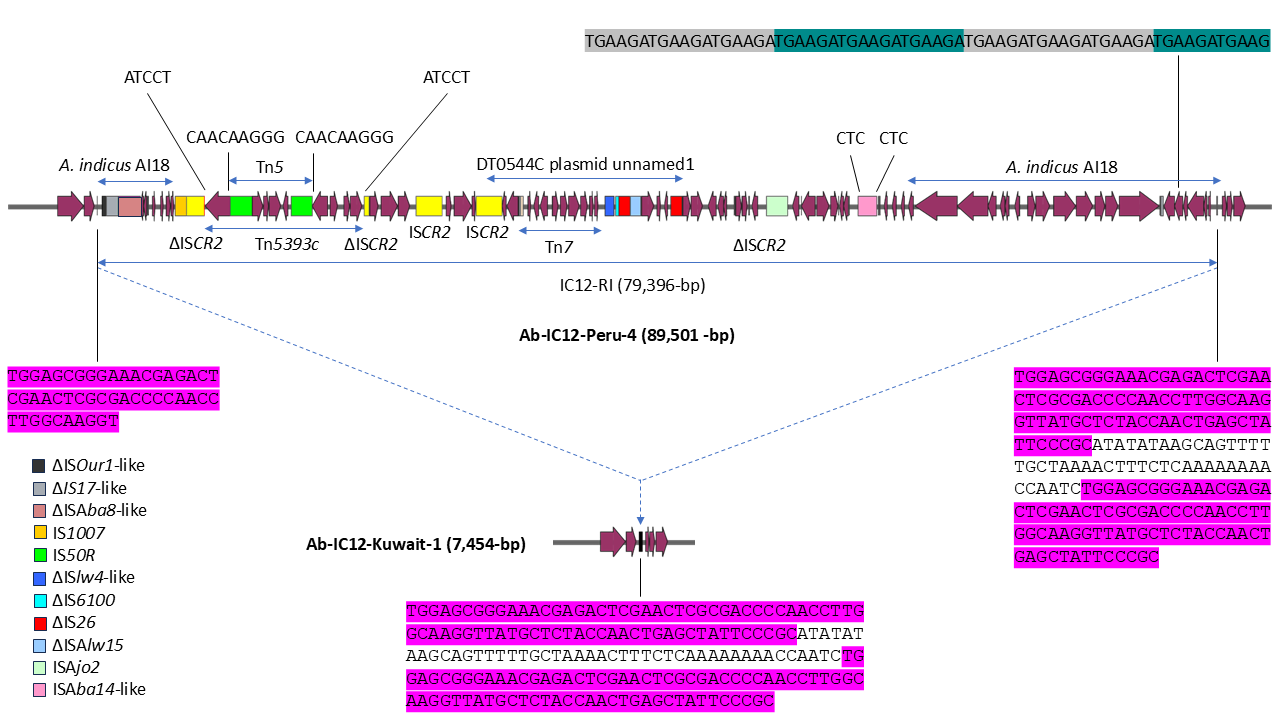 TGAAGATGAAGATGAAGATGAAGATGAAGATGAAGATGAAGATGAAGATGAAGATGAAGATGAAG
ATCCT ATCCT
CAACAAGGG CAACAAGGG CTC CTC
A. indicus AI18 Tn5 DT0544C plasmid unnamed1 A. indicus AI18
ΔISCR2 Tn5393c ΔISCR2 ISCR2 ISCR2 Tn7 ΔISCR2
IC12-RI (79,396-bp)
Ab-IC12-Peru-4 (89,501 -bp)
TGGAGCGGGAAACGAGACT
CGAACTCGCGACCCCAACC
TTGGCAAGGT
TGGAGCGGGAAACGAGACTCGAA
CTCGCGACCCCAACCTTGGCAAG
GTTATGCTCTACCAACTGAGCTA
TTCCCGCATATATAAGCAGTTTT
TGCTAAAACTTTCTCAAAAAAAA
CCAATCTGGAGCGGGAAACGAGA
CTCGAACTCGCGACCCCAACCTT
GGCAAGGTTATGCTCTACCAACT
GAGCTATTCCCGC
ΔISOur1-like
ΔIS17-like
ΔISAba8-like
IS1007
IS50R
ΔISlw4-like
ΔIS6100
ΔIS26
ΔISAlw15
ISAjo2
ISAba14-like
Ab-IC12-Kuwait-1 (7,454-bp)
TGGAGCGGGAAACGAGACTCGAACTCGCGACCCCAACCTTG
GCAAGGTTATGCTCTACCAACTGAGCTATTCCCGCATATAT
AAGCAGTTTTTGCTAAAACTTTCTCAAAAAAAACCAATCTG
GAGCGGGAAACGAGACTCGAACTCGCGACCCCAACCTTGGC
AAGGTTATGCTCTACCAACTGAGCTATTCCCGC